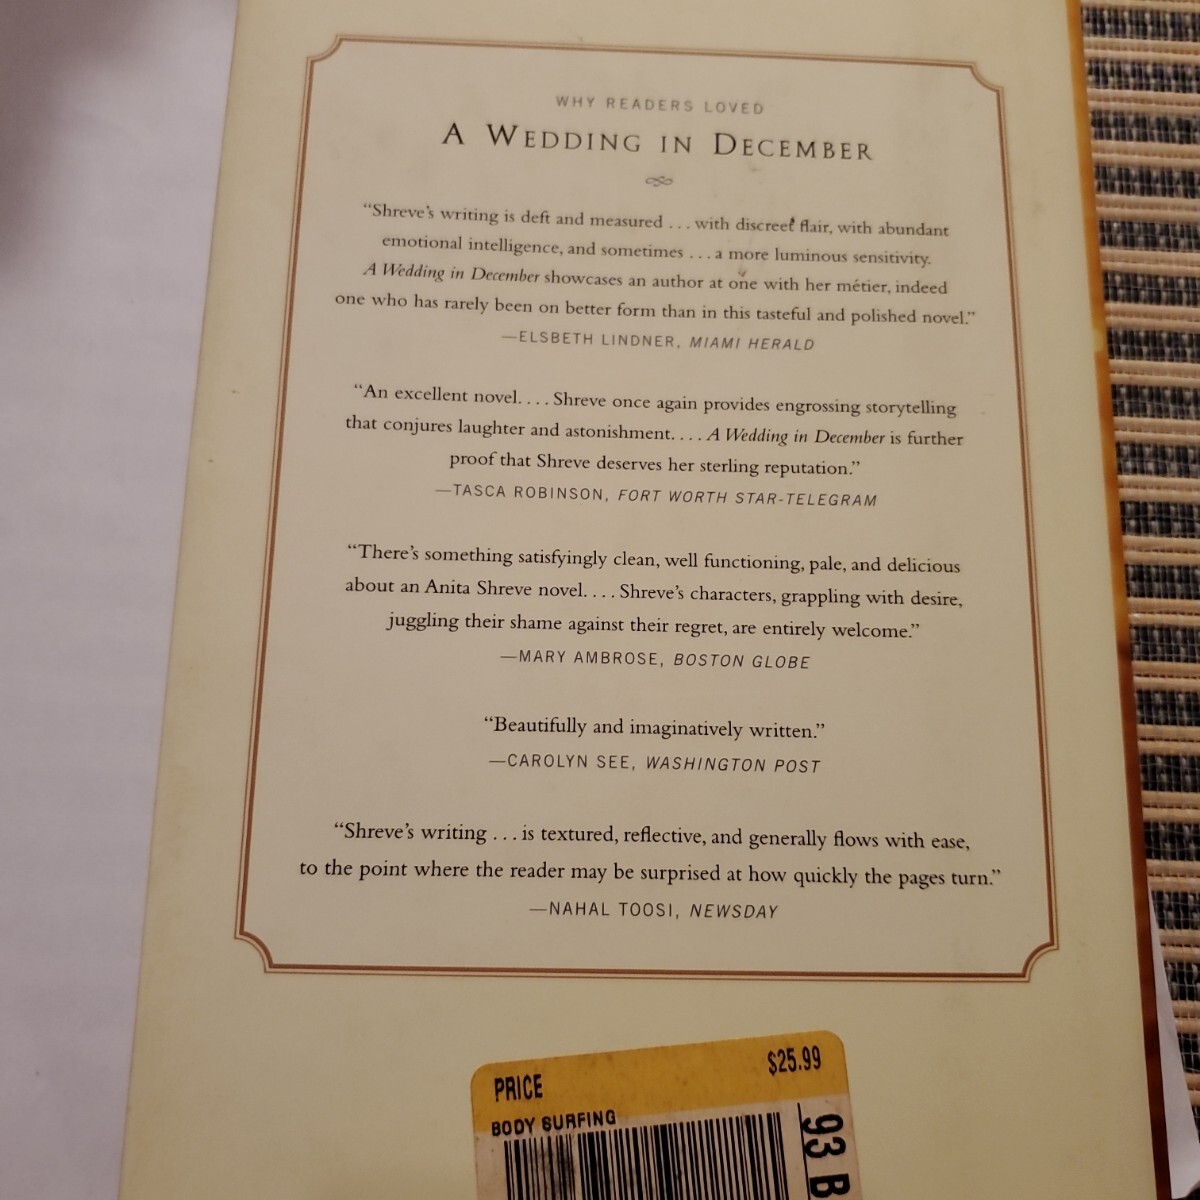 WHY READERS LOVED
A WEDDING IN DECEMBER
“Shreve’s writing is deft and measured . . . with discreet flair, with abundant
emotional intelligence, and sometimes . . . a more luminous sensitivity.
A Wedding in December showcases an author at one with her métier, indeed
one who has rarely been on better form than in this tasteful and polished novel.”
—ELSBETH LINDNER, MIAMI HERALD
“An excellent novel. . . . Shreve once again provides engrossing storytelling
that conjures laughter and astonishment. . . . A Wedding in December is further
proof that Shreve deserves her sterling reputation.”
—TASCA ROBINSON, FORT WORTH STAR-TELEGRAM
“There’s something satisfyingly clean, well functioning, pale, and delicious
about an Anita Shreve novel. . . . Shreve’s characters, grappling with desire,
juggling their shame against their regret, are entirely welcome.”
—MARY AMBROSE, BOSTON GLOBE
“Beautifully and imaginatively written.”
—CAROLYN SEE, WASHINGTON POST
“Shreve’s writing . . . is textured, reflective, and generally flows with ease,
to the point where the reader may be surprised at how quickly the pages turn.”
—NAHAL TOOSI, NEWSDAY
PRICE $25.99
BODY SURFING
93 B